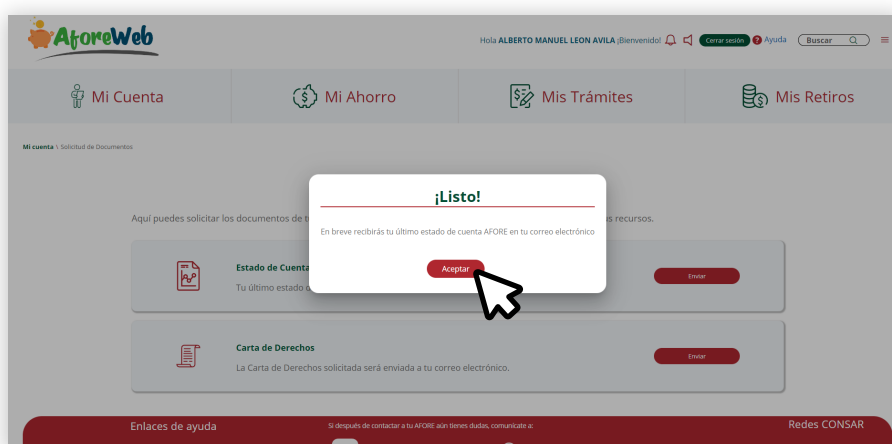 AforeWeb
Hola ALBERTO MANUEL LEON AVILA ¡Bienvenido! Cerrar sesión ? Ayuda Buscar
Mi Cuenta
Mi Ahorro
Mis Trámites
Mis Retiros
Mi cuenta \ Solicitud de Documentos
¡Listo!
Aquí puedes solicitar los documentos de
recursos.
En breve recibirás tu último estado de cuenta AFORE en tu correo electrónico
Aceptar
Estado de Cuenta
Tu último estado
Enviar
Carta de Derechos
La Carta de Derechos solicitada será enviada a tu correo electrónico.
Enviar
Enlaces de ayuda
Si después de contactar a tu AFORE aún tienes dudas, comunícate a:
Redes CONSAR